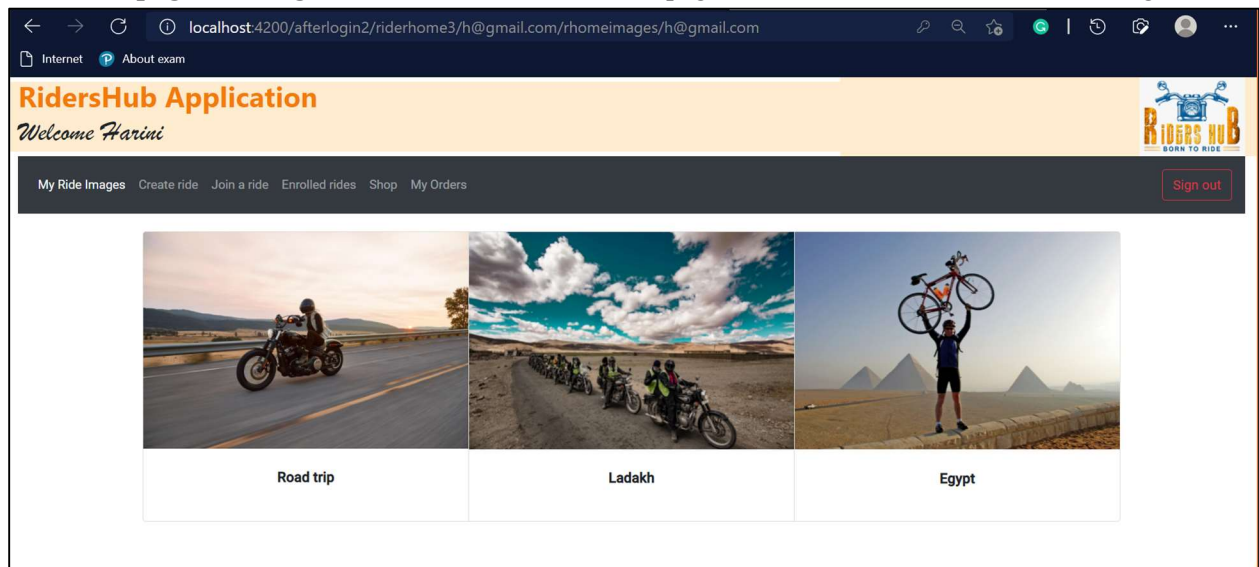 localhost:4200/afterlogin2/riderhome3/h@gmail.com/rhomeimages/h@gmail.com
Internet About exam
RidersHub Application
Welcome Harini
RIDERS HUB
BORN TO RIDE
My Ride Images Create ride Join a ride Enrolled rides Shop My Orders Sign out
Road trip Ladakh Egypt